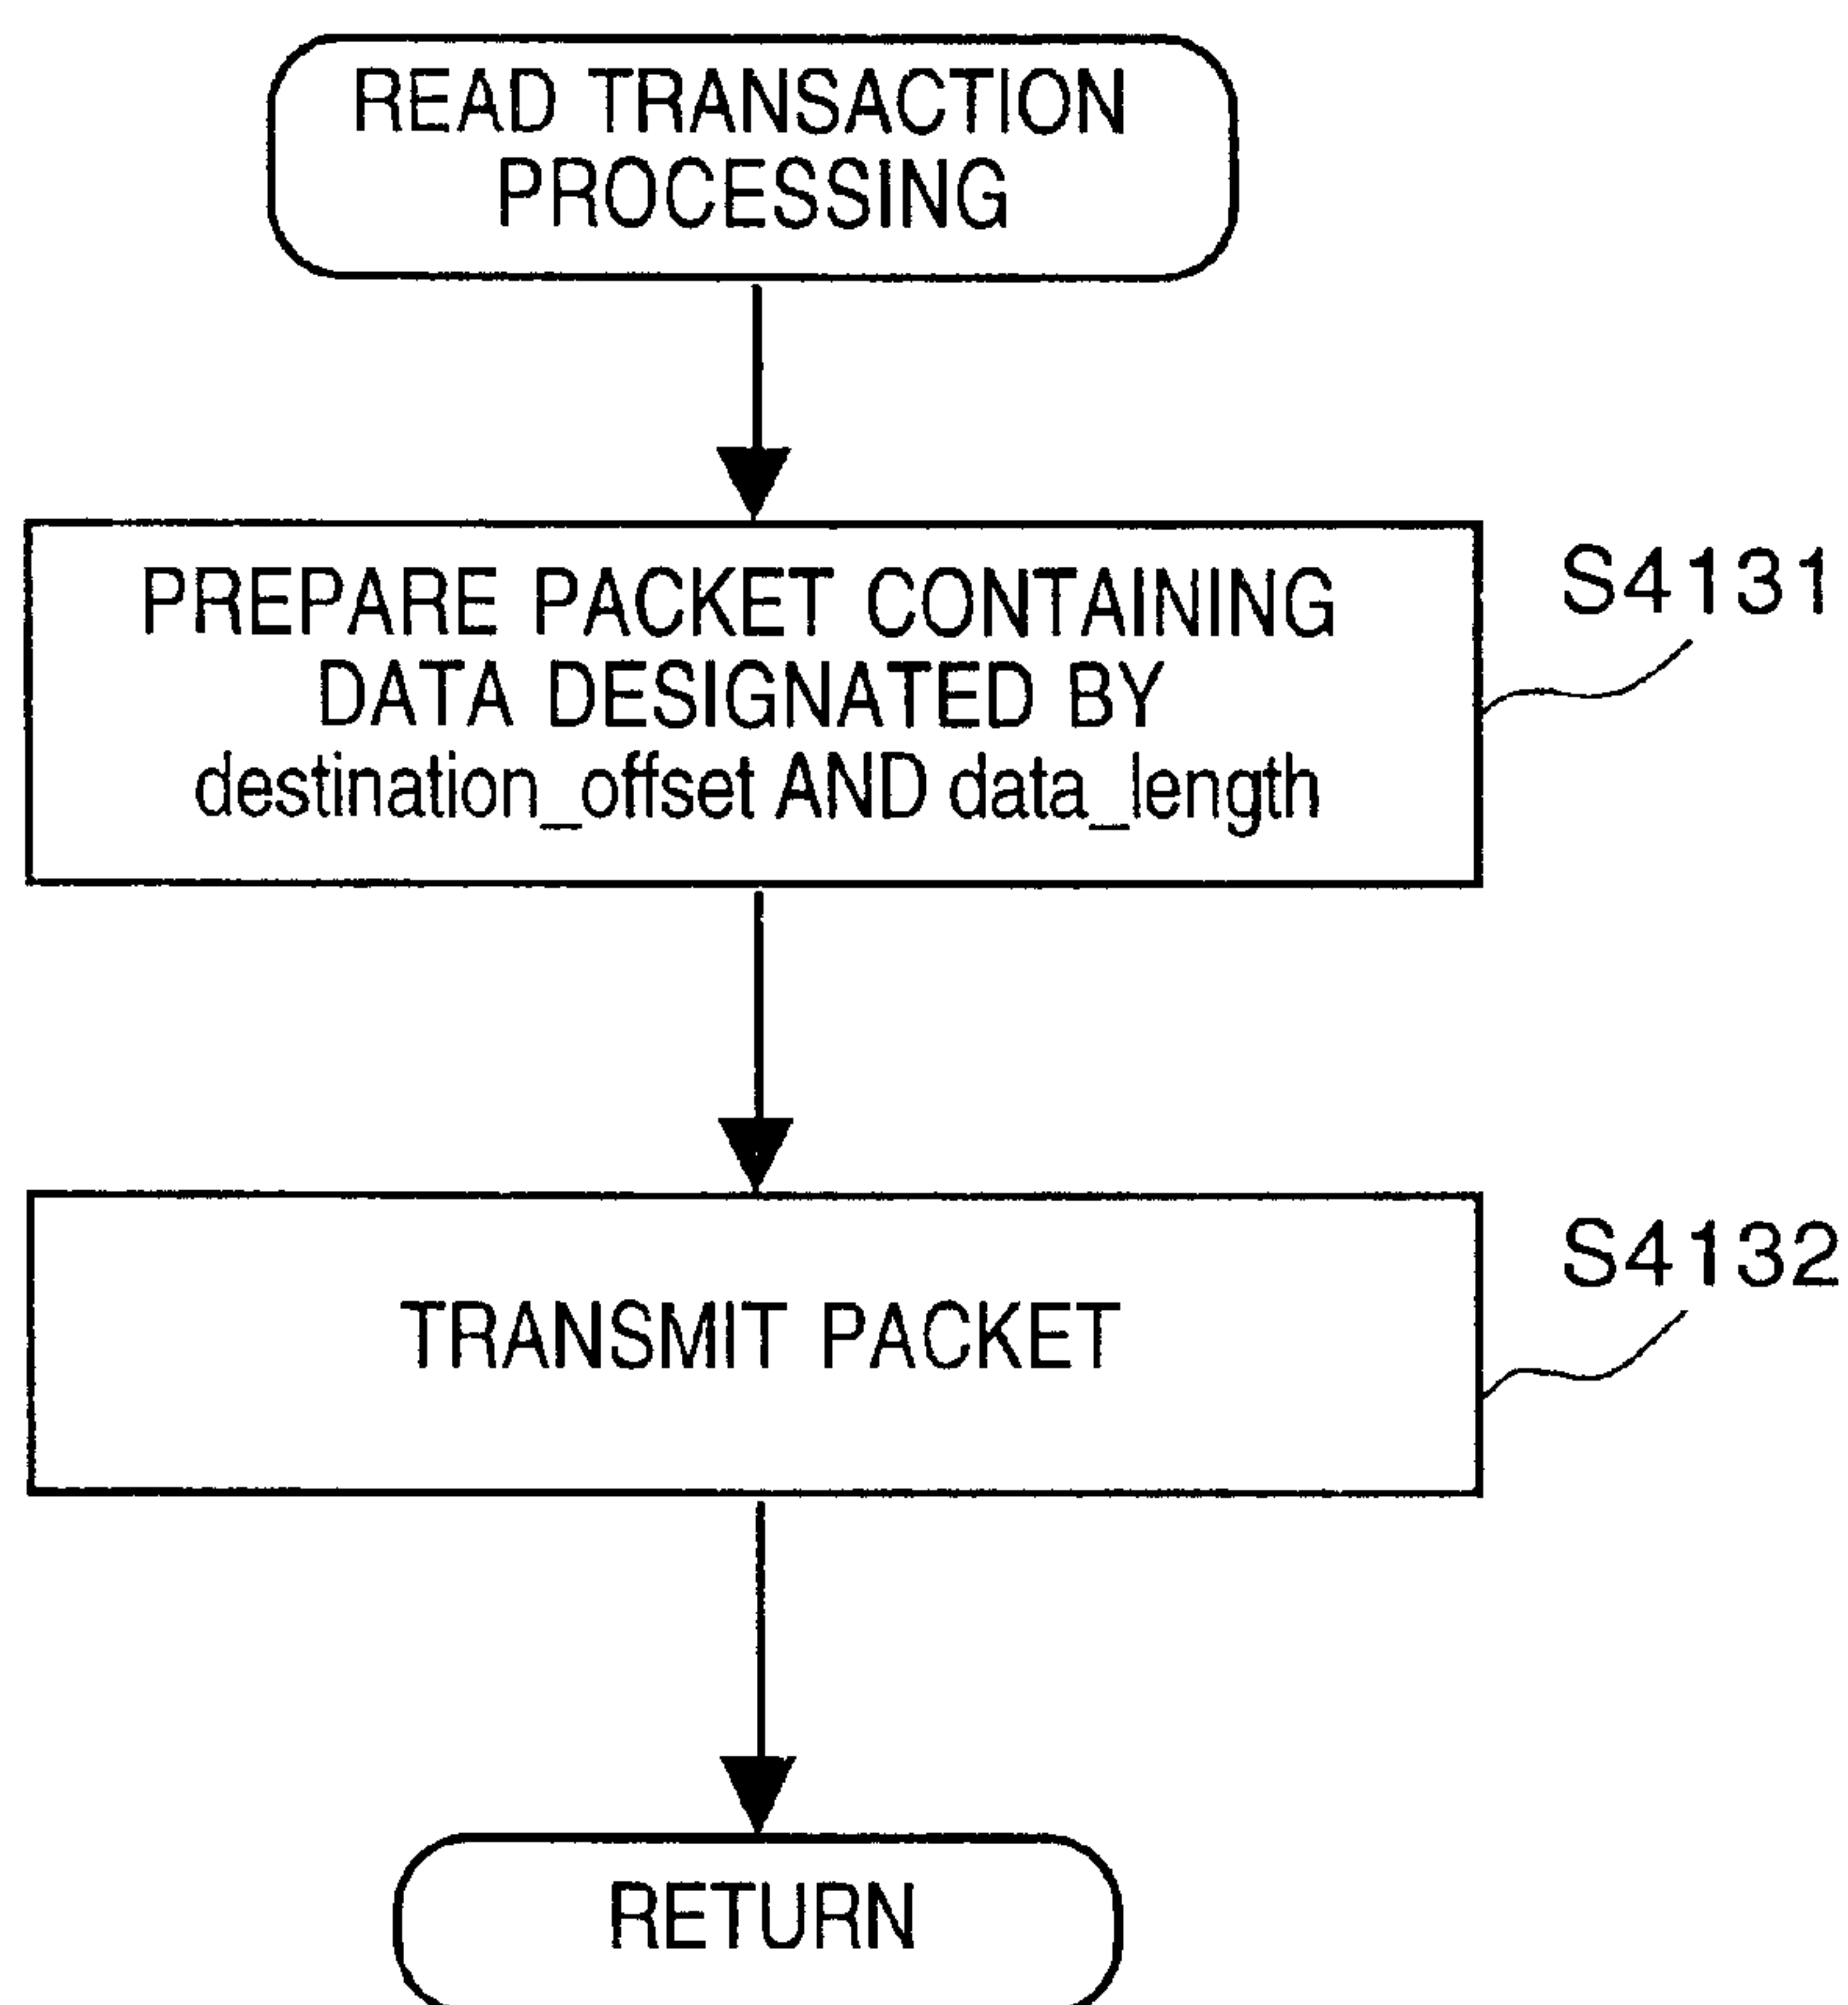 READ TRANSACTION
PROCESSING
PREPARE PACKET CONTAINING
DATA DESIGNATED BY
destination_offset AND data_length
S4131
TRANSMIT PACKET
S4132
RETURN